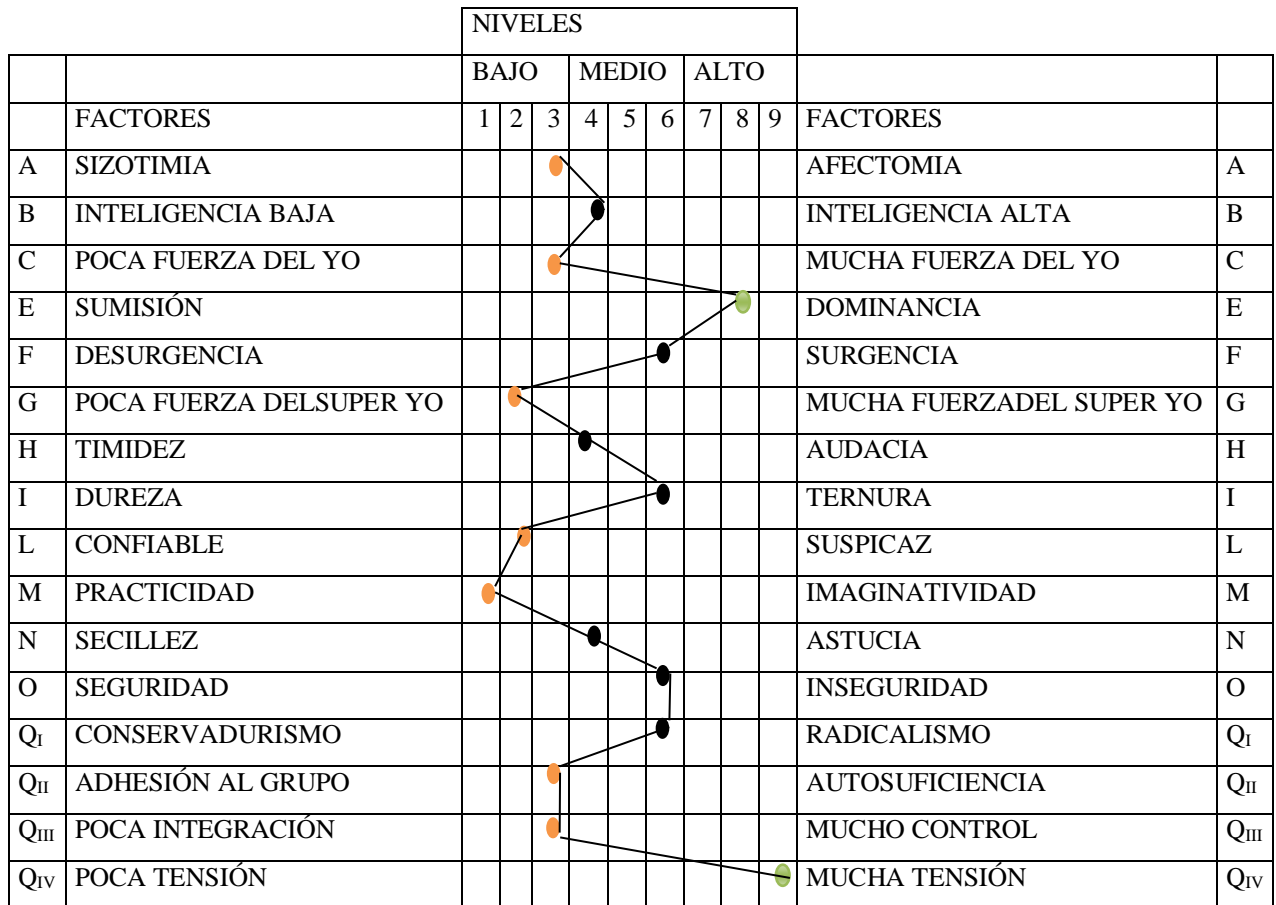 NIVELES
BAJO MEDIO ALTO
FACTORES 1 2 3 4 5 6 7 8 9 FACTORES
A SIZOTIMIA AFECTOMIA A
B INTELIGENCIA BAJA INTELIGENCIA ALTA B
C POCA FUERZA DEL YO MUCHA FUERZA DEL YO C
E SUMISIÓN DOMINANCIA E
F DESURGENCIA SURGENCIA F
G POCA FUERZA DELSUPER YO MUCHA FUERZADEL SUPER YO G
H TIMIDEZ AUDACIA H
I DUREZA TERNURA I
L CONFIABLE SUSPICAZ L
M PRACTICIDAD IMAGINATIVIDAD M
N SECILLEZ ASTUCIA N
O SEGURIDAD INSEGURIDAD O
QI CONSERVADURISMO RADICALISMO QI
QII ADHESIÓN AL GRUPO AUTOSUFICIENCIA QII
QIII POCA INTEGRACIÓN MUCHO CONTROL QIII
QIV POCA TENSIÓN MUCHA TENSIÓN QIV